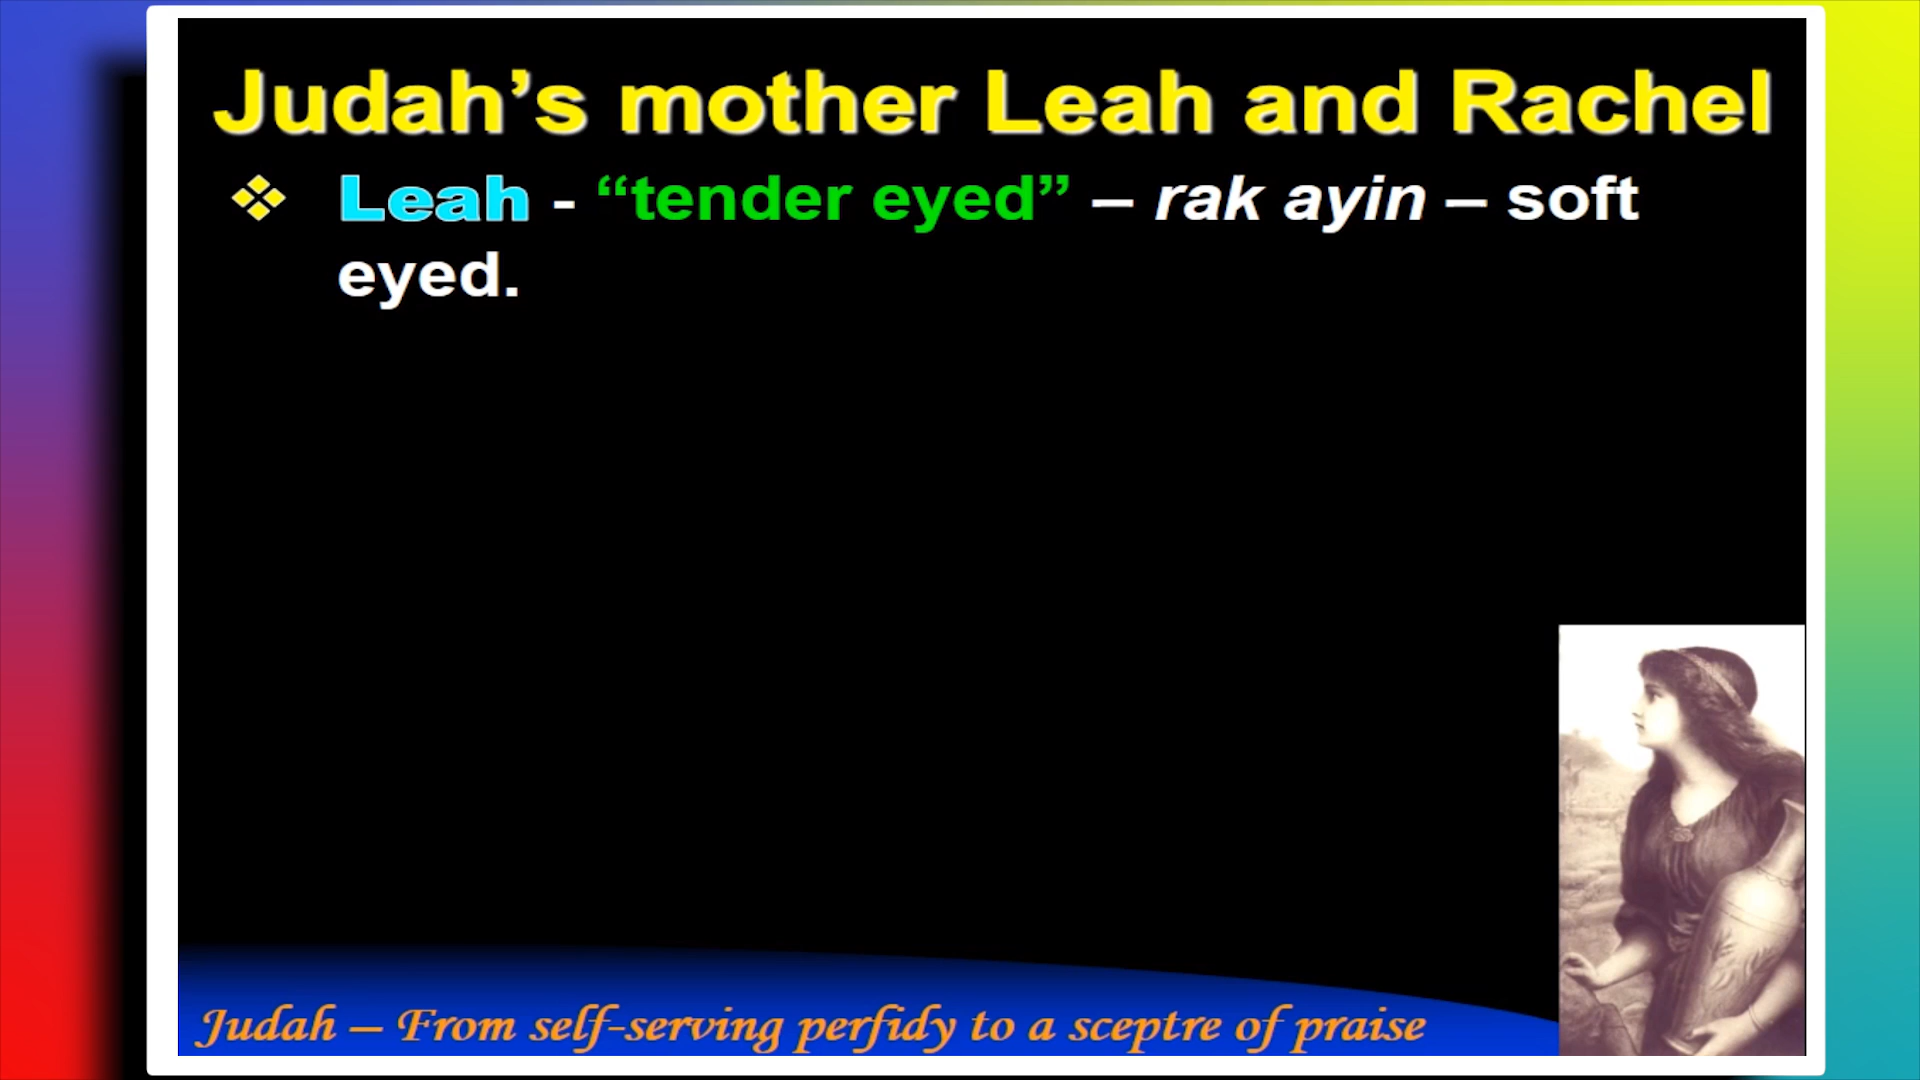 Judah’s mother Leah and Rachel
Leah - “tender eyed” – rak ayin – soft
eyed.
Judah – From self-serving perfidy to a sceptre of praise